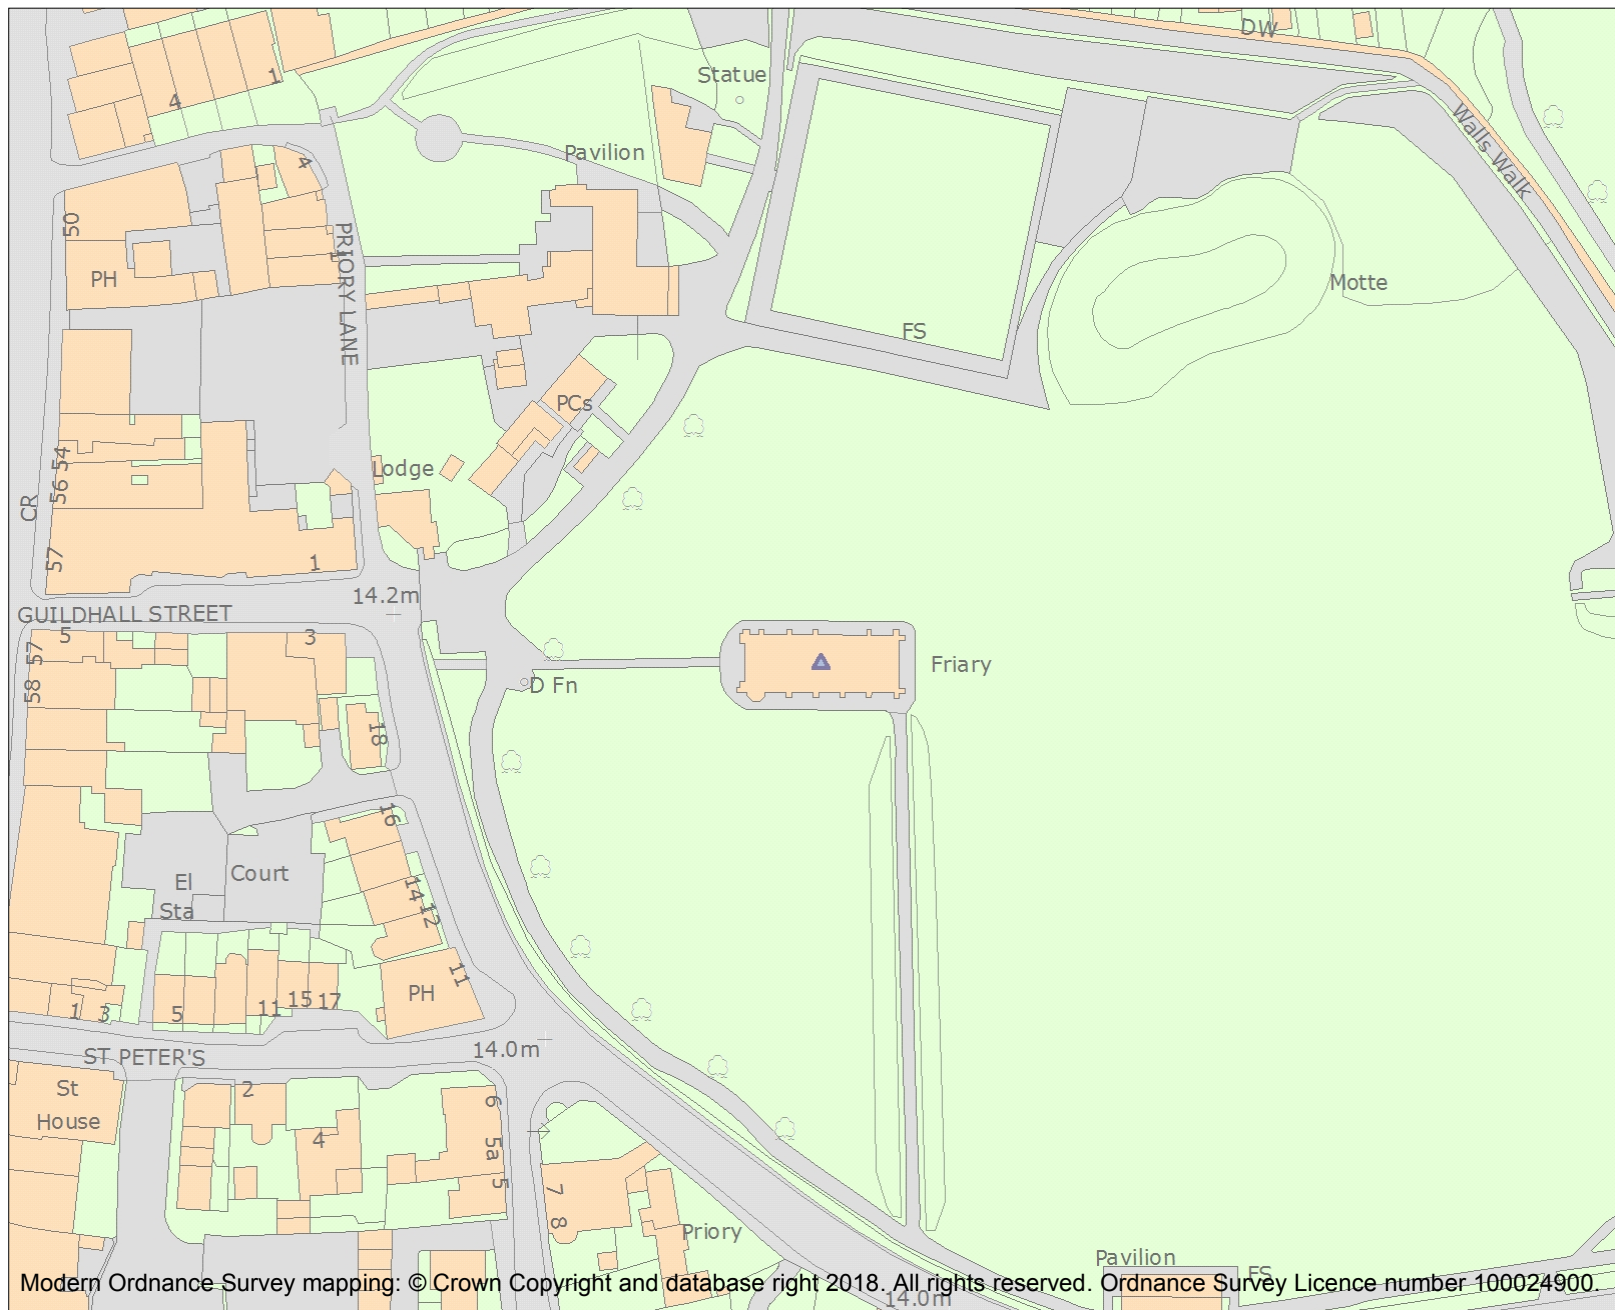 DW
Statue
1
4
Walls Walk
Pavilion
4
50
PRIORY LANE
1
PH
Motte
FS
PCs
54
Lodge
56
CR
57
1
14.2m
GUILDHALL STREET
5
3
57
Friary
58
D Fn
18
16
Court
El
Sta
14
12
11
PH
15 17
11
1
3
5
14.0m
ST PETER'S
St
House
2
6
4
5a
5
7
8
Priory
Pavilion
FS
14.0m
Modern Ordnance Survey mapping: © Crown Copyright and database right 2018. All rights reserved. Ordnance Survey Licence number 100024900.